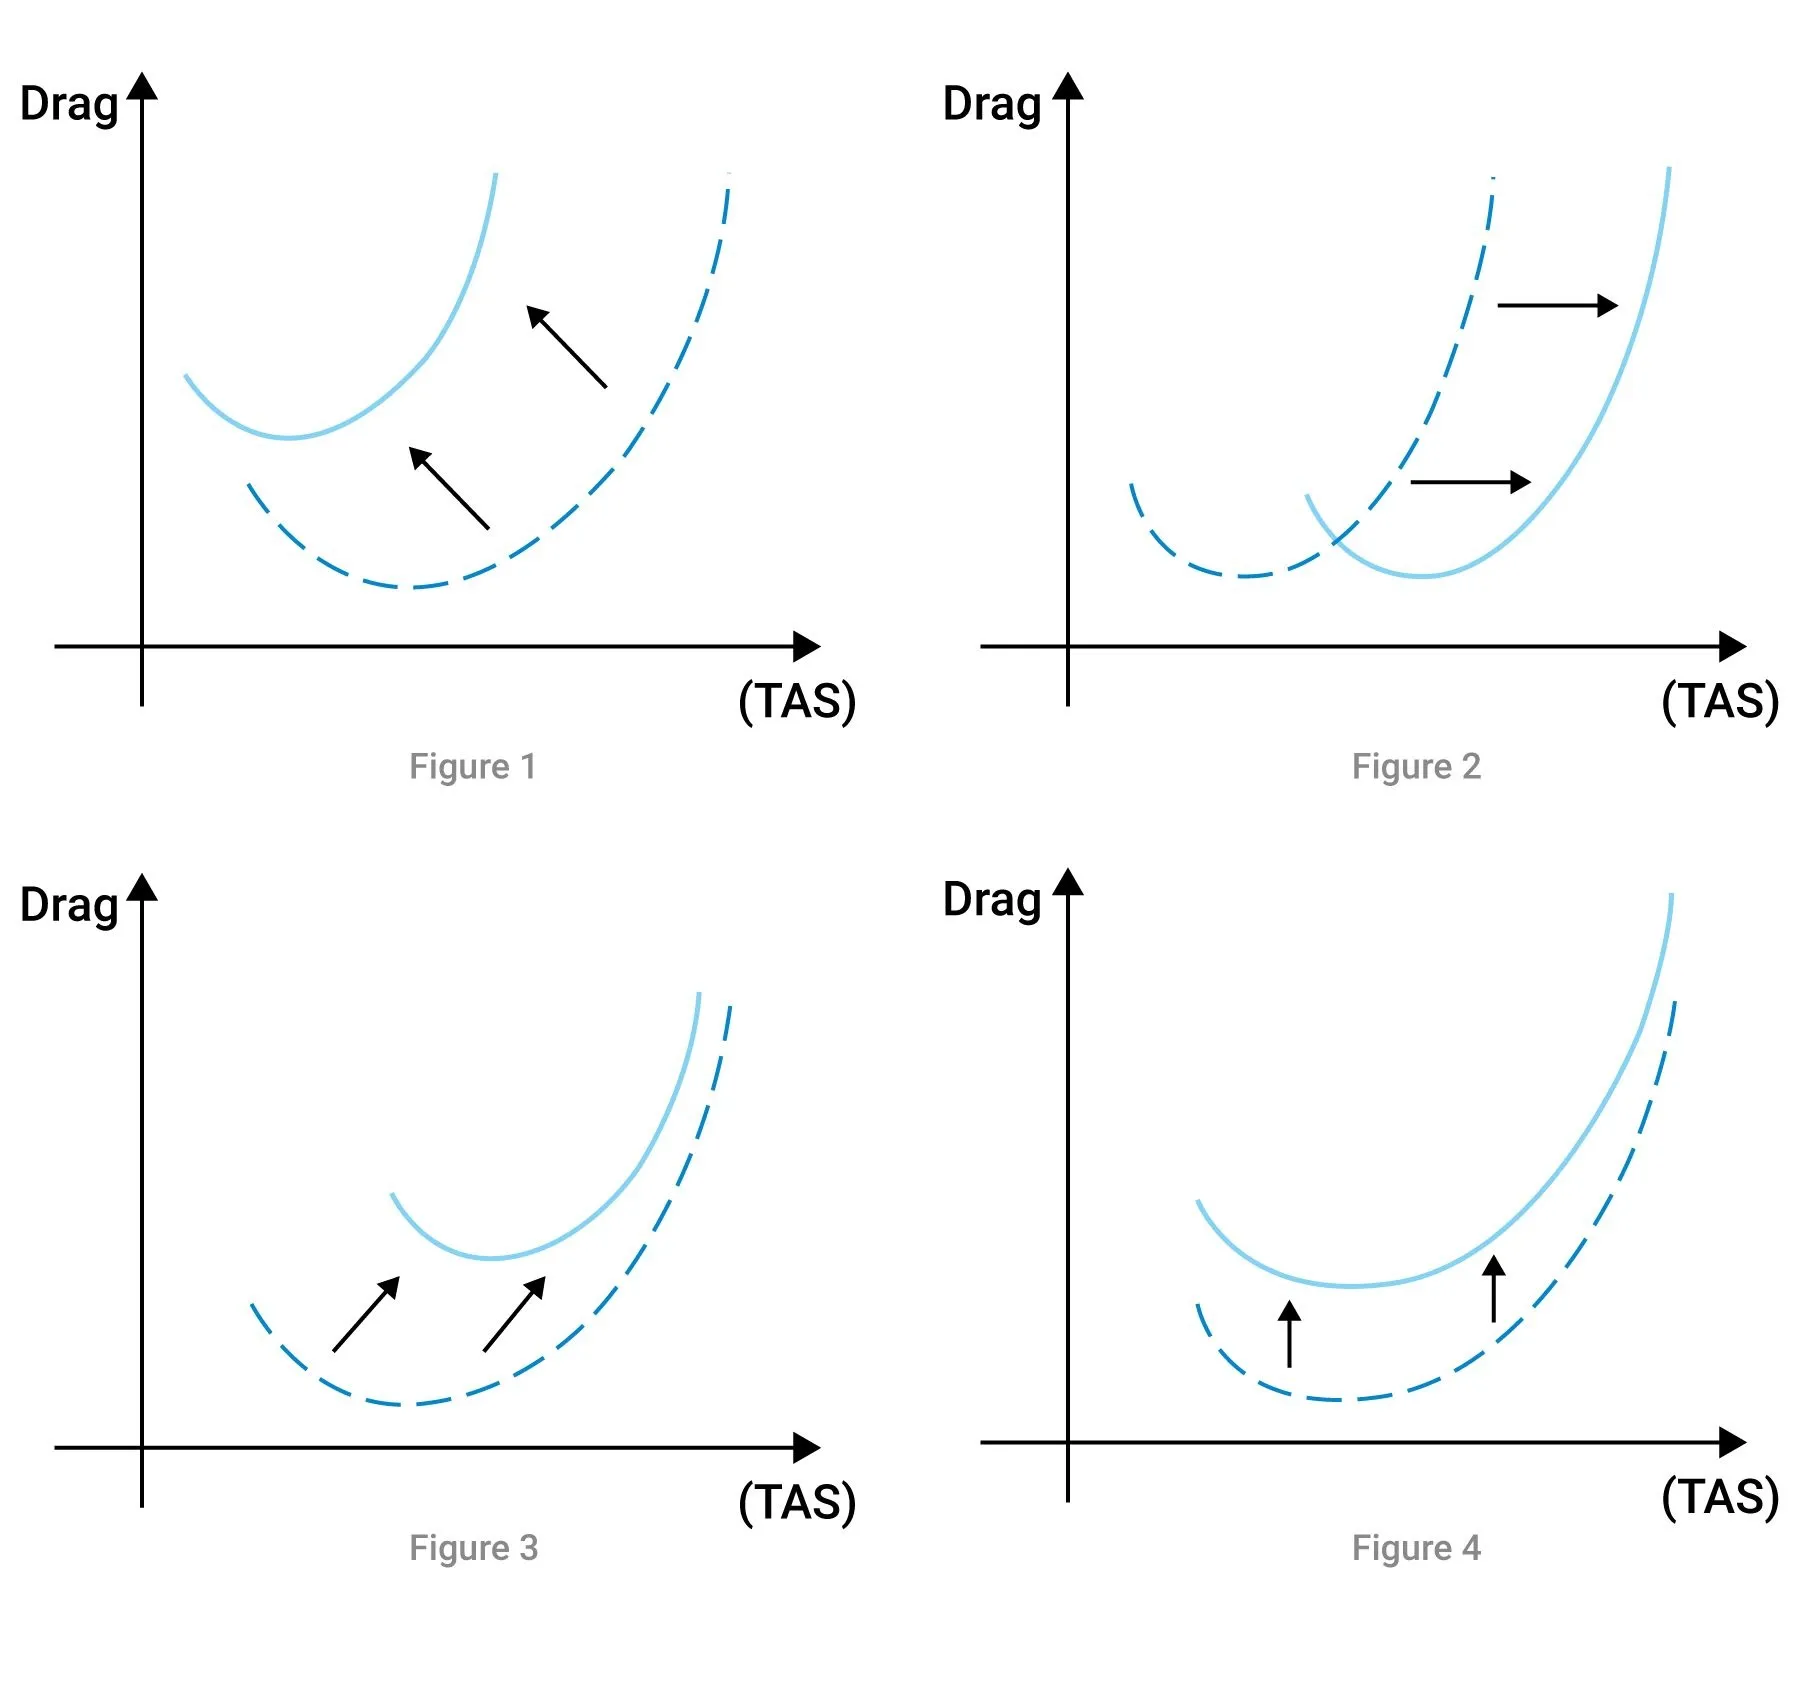 Drag
(TAS)
Figure 1
Drag
(TAS)
Figure 2
Drag
(TAS)
Figure 3
Drag
(TAS)
Figure 4